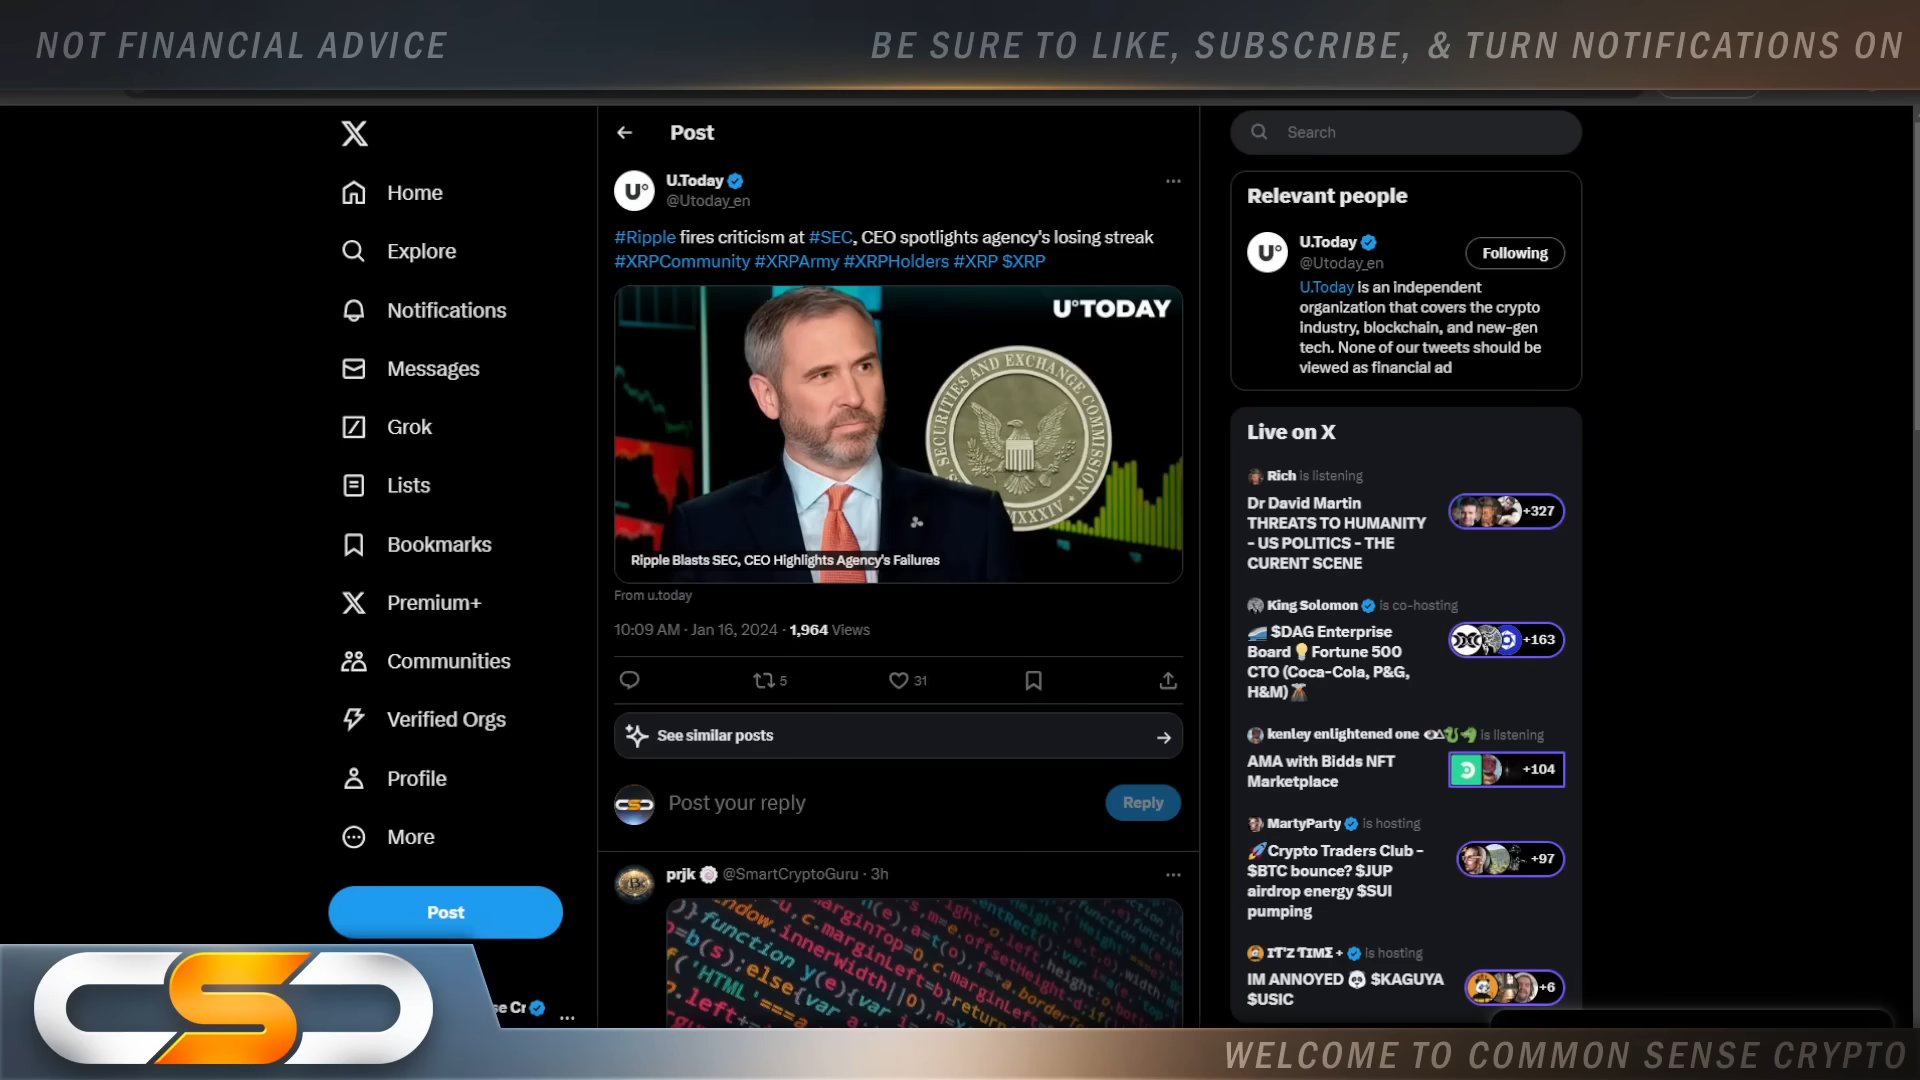 NOT FINANCIAL ADVICE
BE SURE TO LIKE, SUBSCRIBE, & TURN NOTIFICATIONS ON
Home
Explore
Notifications
Messages
Grok
Lists
Bookmarks
Premium+
Communities
Verified Orgs
Profile
More
Post
se Cr
CSC
Post
U.Today
@Utoday_en
#Ripple fires criticism at #SEC, CEO spotlights agency's losing streak
#XRPCommunity #XRPArmy #XRPHolders #XRP $XRP
U°TODAY
SECURITIES AND EXCHANGE COMMISSION
MXXXIV
Ripple Blasts SEC, CEO Highlights Agency's Failures
From u.today
10:09 AM · Jan 16, 2024 · 1,964 Views
5
31
See similar posts
Post your reply
Reply
prjk @SmartCryptoGuru · 3h
Search
Relevant people
U.Today
@Utoday_en
Following
U.Today is an independent
organization that covers the crypto
industry, blockchain, and new-gen
tech. None of our tweets should be
viewed as financial ad
Live on X
Rich is listening
Dr David Martin
THREATS TO HUMANITY
- US POLITICS - THE
CURENT SCENE
+327
King Solomon is co-hosting
$DAG Enterprise
Board Fortune 500
CTO (Coca-Cola, P&G,
H&M)
+163
kenley enlightened one is listening
AMA with Bidds NFT
Marketplace
+104
MartyParty is hosting
Crypto Traders Club -
$BTC bounce? $JUP
airdrop energy $SUI
pumping
+97
IT'Z TIME + is hosting
IM ANNOYED $KAGUYA
$USIC
+6
WELCOME TO COMMON SENSE CRYPTO